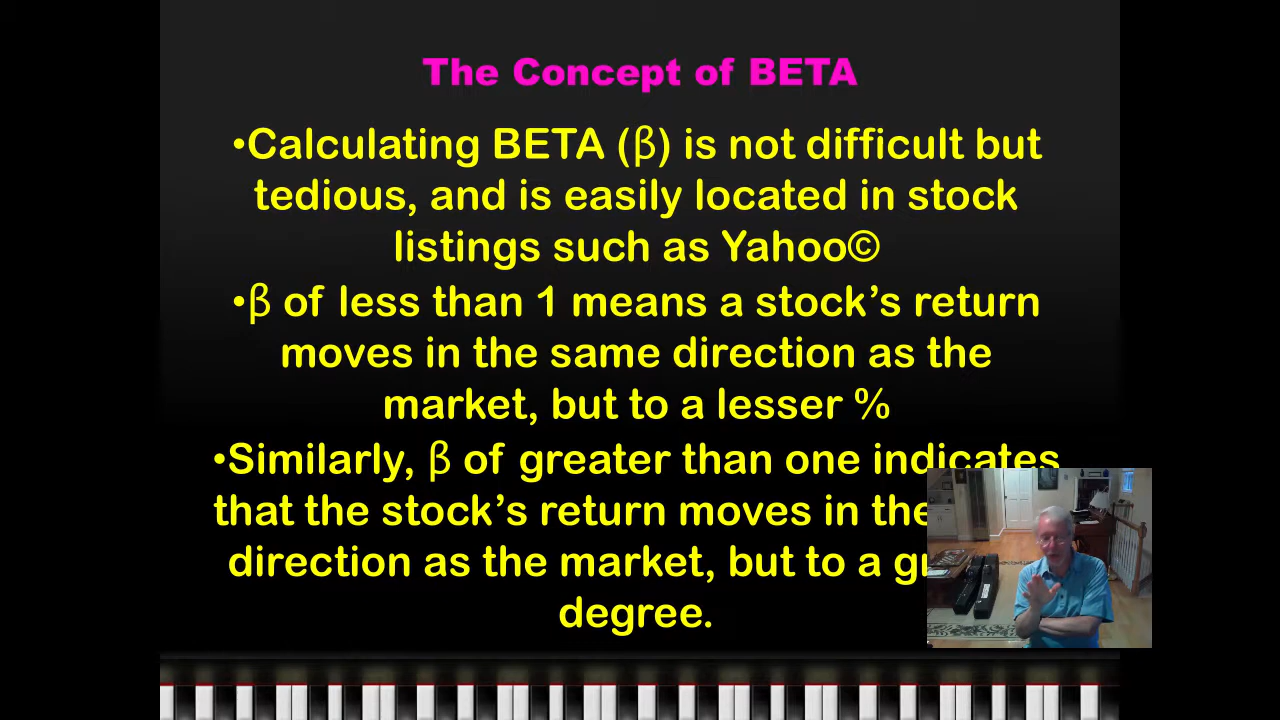 The Concept of BETA
•Calculating BETA (β) is not difficult but
tedious, and is easily located in stock
listings such as Yahoo©
•β of less than 1 means a stock’s return
moves in the same direction as the
market, but to a lesser %
•Similarly, β of greater than one indicates
that the stock’s return moves in the
direction as the market, but to a
degree.